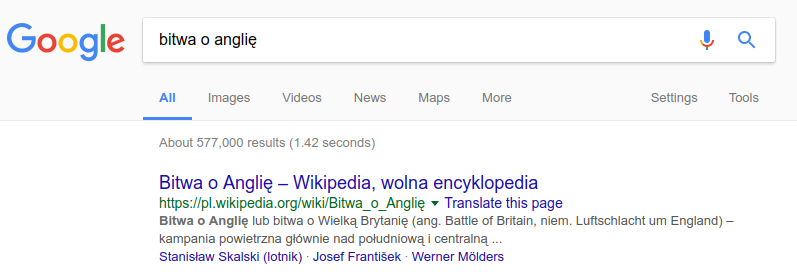 Google bitwa o anglię
All Images Videos News Maps More Settings Tools
About 577,000 results (1.42 seconds)
Bitwa o Anglię – Wikipedia, wolna encyklopedia
https://pl.wikipedia.org/wiki/Bitwa_o_Anglię Translate this page
Bitwa o Anglię lub bitwa o Wielką Brytanię (ang. Battle of Britain, niem. Luftschlacht um England) –
kampania powietrzna głównie nad południową i centralną ...
Stanisław Skalski (lotnik) · Josef František · Werner Mölders